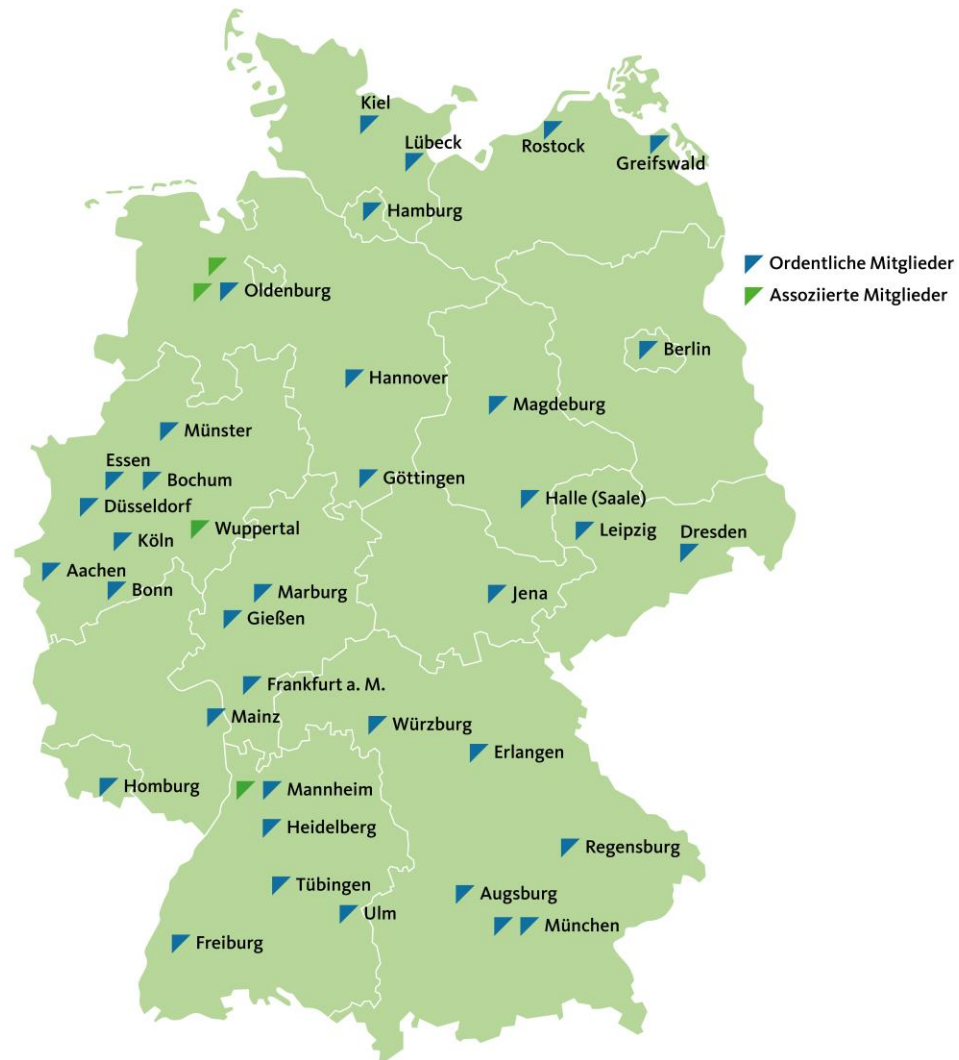 Kiel
Lübeck
Rostock
Greifswald
Hamburg
Ordentliche Mitglieder
Assoziierte Mitglieder
Oldenburg
Berlin
Hannover
Magdeburg
Münster
Essen
Bochum
Göttingen
Düsseldorf
Halle (Saale)
Wuppertal
Leipzig
Dresden
Köln
Aachen
Bonn
Marburg
Jena
Gießen
Frankfurt a. M.
Mainz
Würzburg
Erlangen
Homburg
Mannheim
Heidelberg
Regensburg
Tübingen
Augsburg
Ulm
München
Freiburg